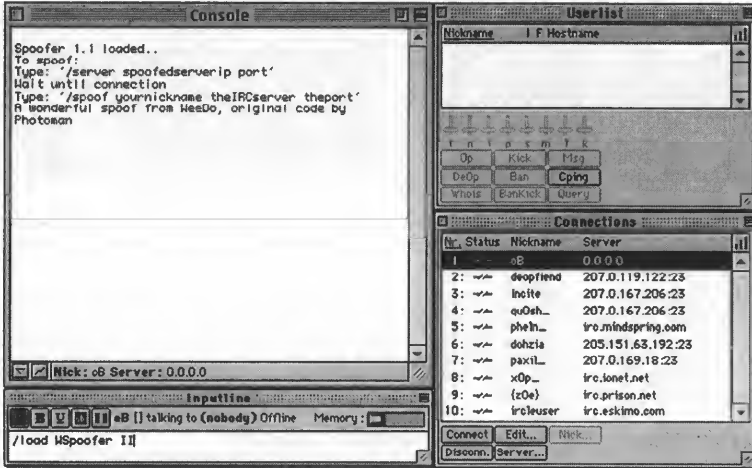 Console
Spoofer 1.1 loaded..
To spoof:
Type: '/server spoofedserverip port'
Wait until connection
Type: '/spoof yournickname theIRCserver theport'
A wonderful spoof from WeeDo, original code by
Photoman
Nick: oB Server: 0.0.0.0
Inputline
B U oB [] talking to (nobody) Offline Memory:
/load WSpoofer II
Userlist
Nickname I F Hostname
t n i p s m l k
Op Kick Msg
DeOp Ban Cping
Whois BanKick Query
Connections
Nr. Status Nickname Server
1 oB 0.0.0.0
2: deopfiend 207.0.119.122:23
3: Incite 207.0.167.206:23
4: qu0sh_ 207.0.167.206:23
5: phein_ irc.mindspring.com
6: dohzia 205.151.63.192:23
7: paxil_ 207.0.169.18:23
8: x0p_ irc.ionet.net
9: {z0e} irc.prison.net
10: ircleuser irc.eskimo.com
Connect Edit... Nick...
Disconn. Server...